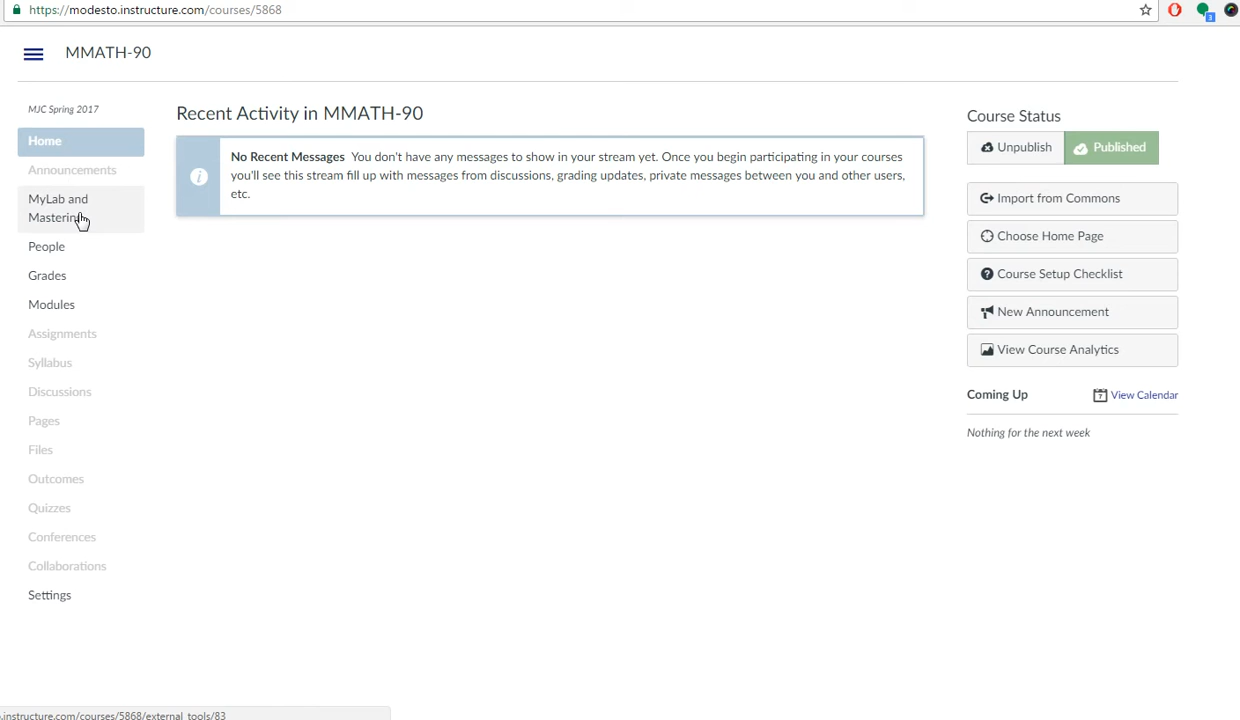 https://modesto.instructure.com/courses/5868
3
MMATH-90
MJC Spring 2017
Home
Announcements
MyLab and
Mastering
People
Grades
Modules
Assignments
Syllabus
Discussions
Pages
Files
Outcomes
Quizzes
Conferences
Collaborations
Settings
Recent Activity in MMATH-90
No Recent Messages You don't have any messages to show in your stream yet. Once you begin participating in your courses
you'll see this stream fill up with messages from discussions, grading updates, private messages between you and other users,
etc.
Course Status
Unpublish
Published
Import from Commons
Choose Home Page
Course Setup Checklist
New Announcement
View Course Analytics
Coming Up
7 View Calendar
Nothing for the next week
o.instructure.com/courses/5868/external_tools/83